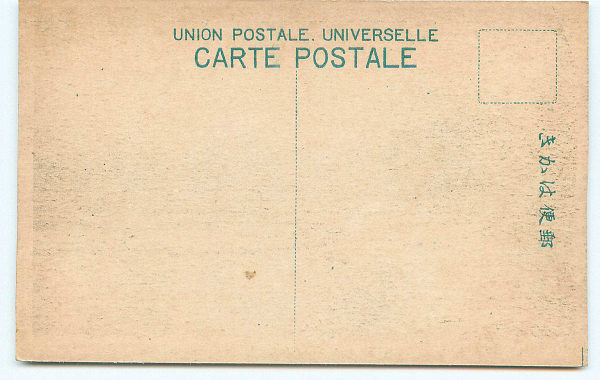 UNION POSTALE. UNIVERSELLE
CARTE POSTALE
郵便はかき